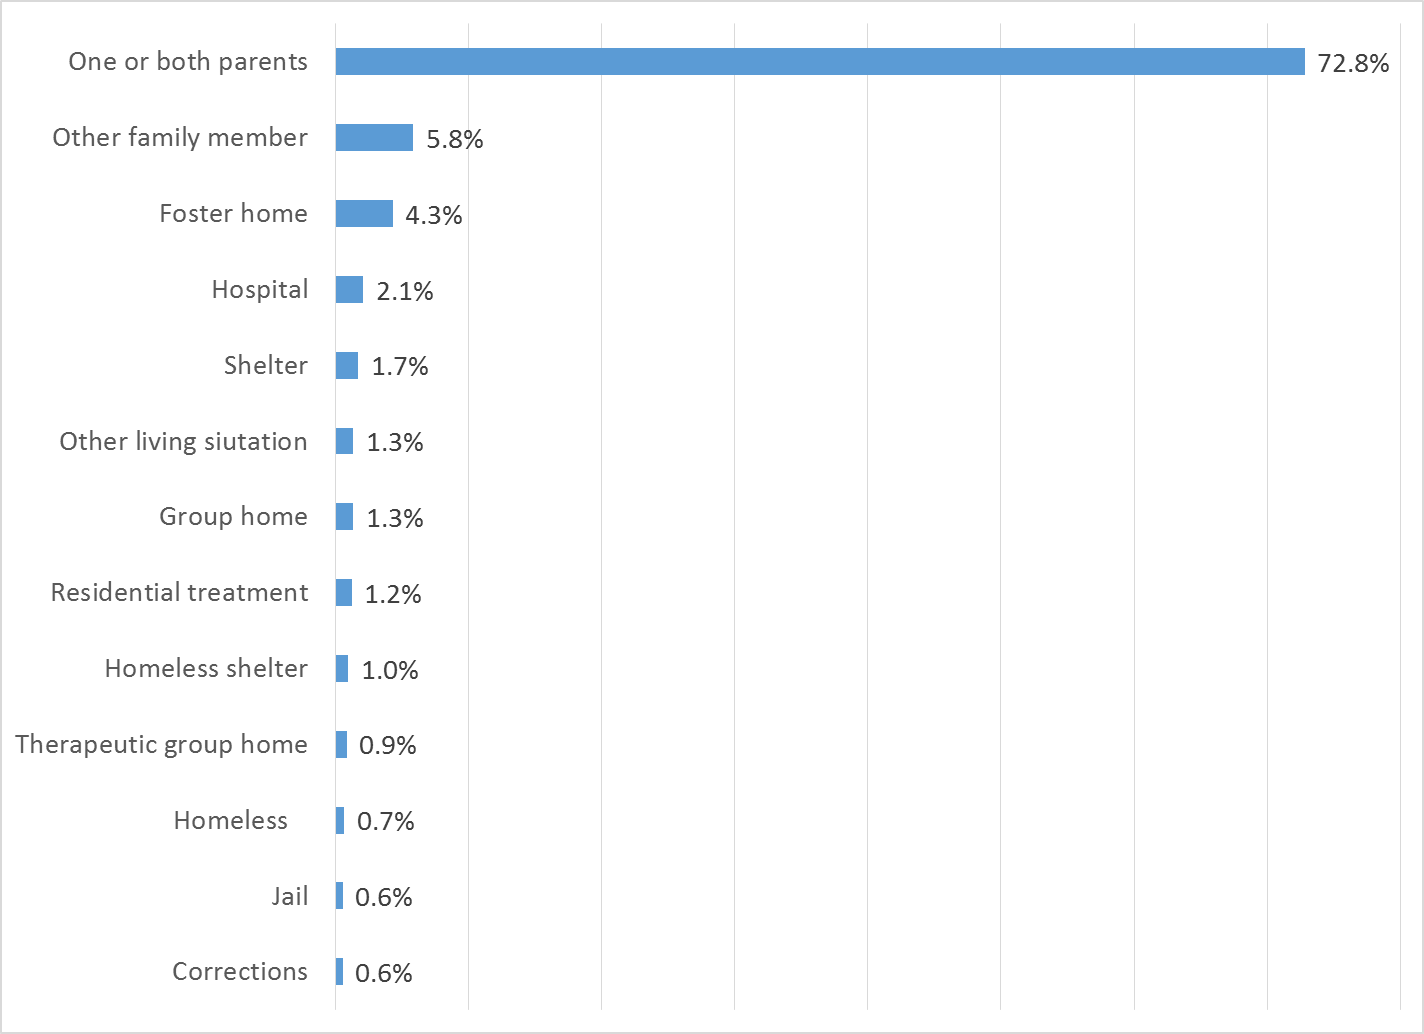 One or both parents 72.8%
Other family member 5.8%
Foster home 4.3%
Hospital 2.1%
Shelter 1.7%
Other living siutation 1.3%
Group home 1.3%
Residential treatment 1.2%
Homeless shelter 1.0%
Therapeutic group home 0.9%
Homeless 0.7%
Jail 0.6%
Corrections 0.6%